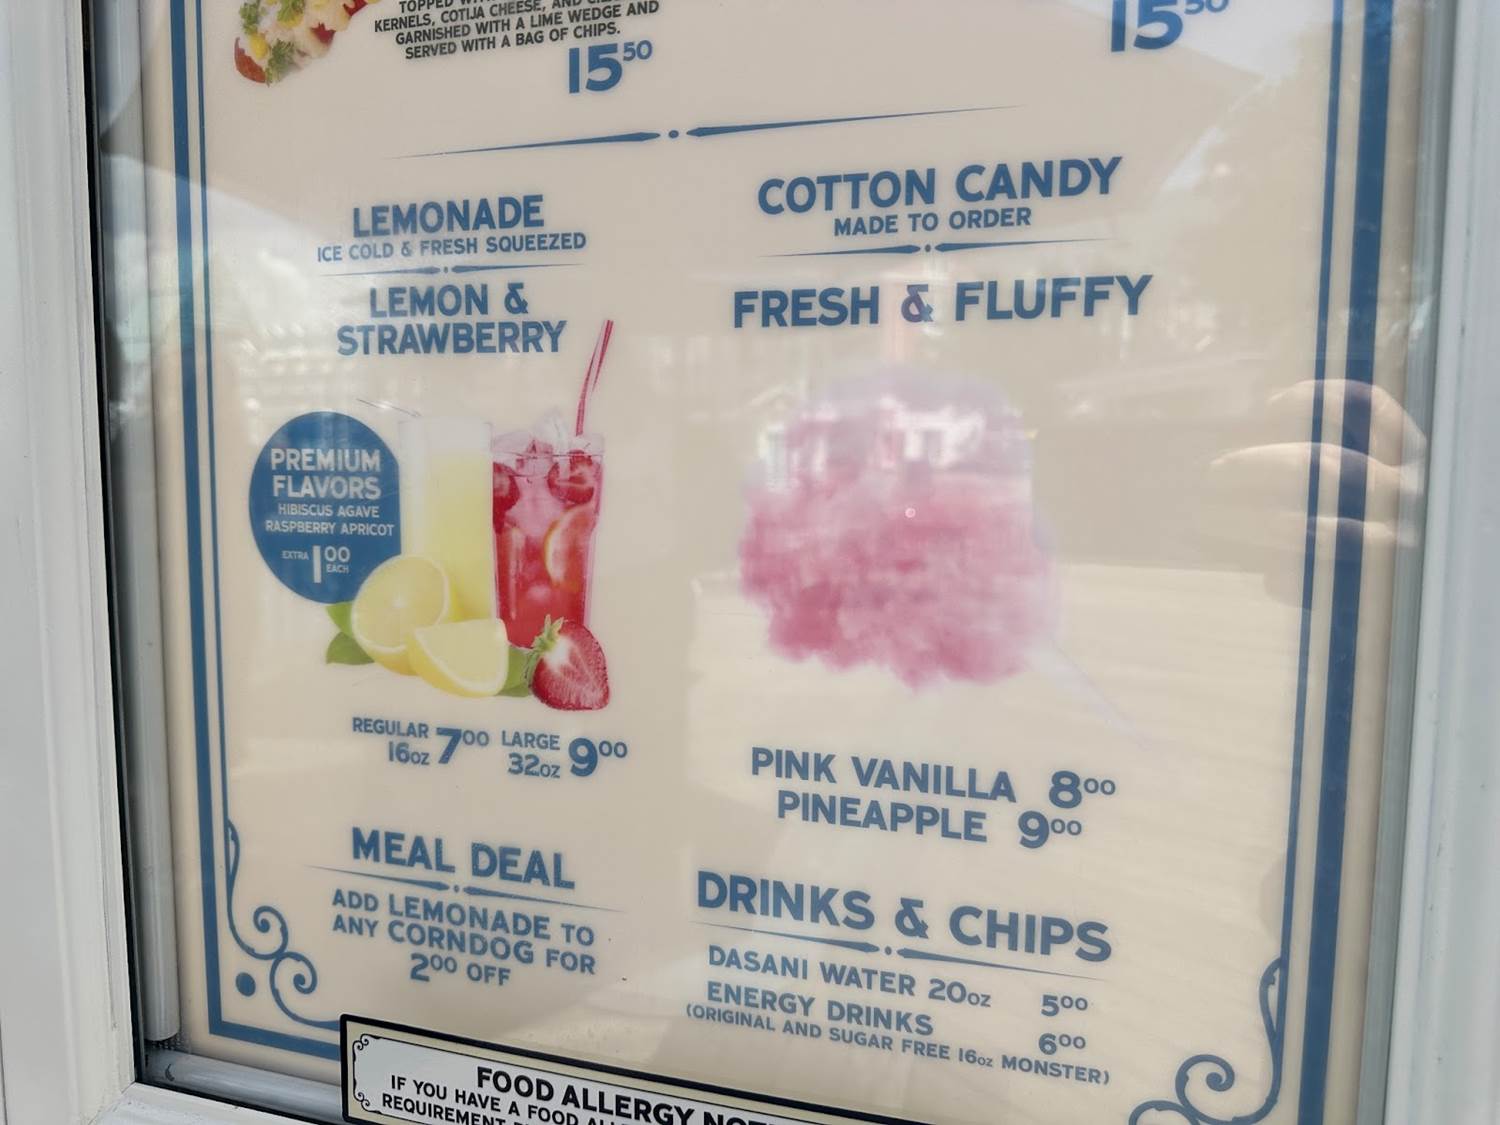 TOPPED
KERNELS, COTIJA CHEESE, AND
GARNISHED WITH A LIME WEDGE AND
SERVED WITH A BAG OF CHIPS.
15⁵⁰
15⁵⁰
LEMONADE
ICE COLD & FRESH SQUEEZED
LEMON &
STRAWBERRY
PREMIUM
FLAVORS
HIBISCUS AGAVE
RASPBERRY APRICOT
EXTRA 1⁰⁰ EACH
REGULAR 16oz 7⁰⁰ LARGE 32oz 9⁰⁰
MEAL DEAL
ADD LEMONADE TO
ANY CORNDOG FOR
2⁰⁰ OFF
COTTON CANDY
MADE TO ORDER
FRESH & FLUFFY
PINK VANILLA 8⁰⁰
PINEAPPLE 9⁰⁰
DRINKS & CHIPS
DASANI WATER 20oz 5⁰⁰
ENERGY DRINKS 6⁰⁰
(ORIGINAL AND SUGAR FREE 16oz MONSTER)
FOOD ALLERGY
IF YOU HAVE A FOOD
REQUIREMENT